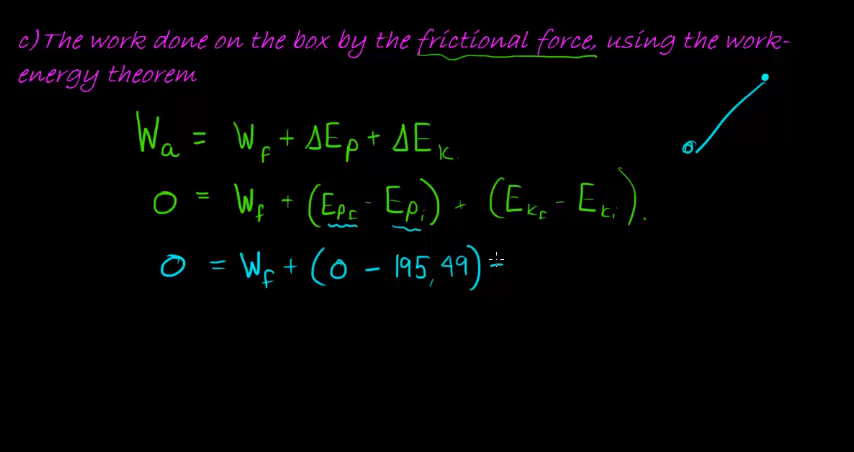 c) The work done on the box by the frictional force, using the work-
energy theorem
Wa = Wf + ΔEp + ΔEk.
0 = Wf + (Epf - Epi) + (Ekf - Eki).
0 = Wf + (0 - 195,49) -
0